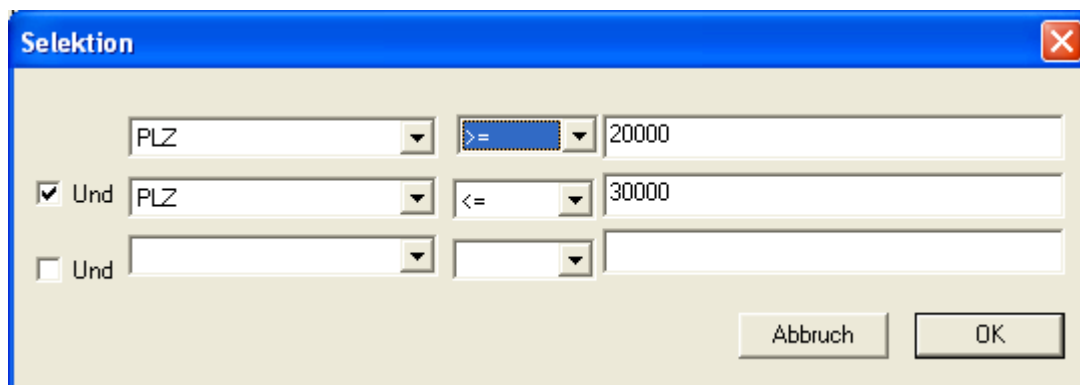 Selektion
PLZ >= 20000
Und PLZ <= 30000
Und
Abbruch OK